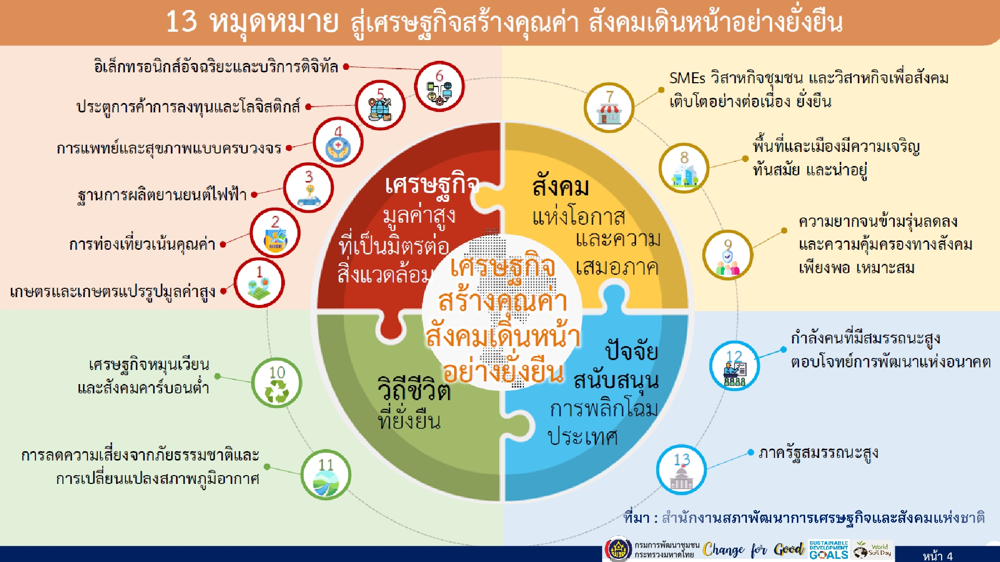 13 หมุดหมาย สู่เศรษฐกิจสร้างคุณค่า สังคมเดินหน้าอย่างยั่งยืน
อิเล็กทรอนิกส์อัจฉริยะและบริการดิจิทัล
6
ประตูการค้าการลงทุนและโลจิสติกส์
5
การแพทย์และสุขภาพแบบครบวงจร
4
ฐานการผลิตยานยนต์ไฟฟ้า
3
การท่องเที่ยวเน้นคุณค่า
2
GUIDE
เกษตรและเกษตรแปรรูปมูลค่าสูง
1
7
SMEs วิสาหกิจชุมชน และวิสาหกิจเพื่อสังคม
เติบโตอย่างต่อเนื่อง ยั่งยืน
8
พื้นที่และเมืองมีความเจริญ
ทันสมัย และน่าอยู่
9
ความยากจนข้ามรุ่นลดลง
และความคุ้มครองทางสังคม
เพียงพอ เหมาะสม
เศรษฐกิจ
มูลค่าสูง
ที่เป็นมิตรต่อ
สิ่งแวดล้อม
สังคม
แห่งโอกาส
และความ
เสมอภาค
เศรษฐกิจ
สร้างคุณค่า
สังคมเดินหน้า
อย่างยั่งยืน
วิถีชีวิต
ที่ยั่งยืน
ปัจจัย
สนับสนุน
การพลิกโฉม
ประเทศ
เศรษฐกิจหมุนเวียน
และสังคมคาร์บอนต่ำ
10
การลดความเสี่ยงจากภัยธรรมชาติและ
การเปลี่ยนแปลงสภาพภูมิอากาศ
11
12
กำลังคนที่มีสมรรถนะสูง
ตอบโจทย์การพัฒนาแห่งอนาคต
13
ภาครัฐสมรรถนะสูง
ที่มา : สำนักงานสภาพัฒนาการเศรษฐกิจและสังคมแห่งชาติ
กรมการพัฒนาชุมชน
กระทรวงมหาดไทย
Change for Good
SUSTAINABLE
DEVELOPMENT
GOALS
World
Soil Day
หน้า 4